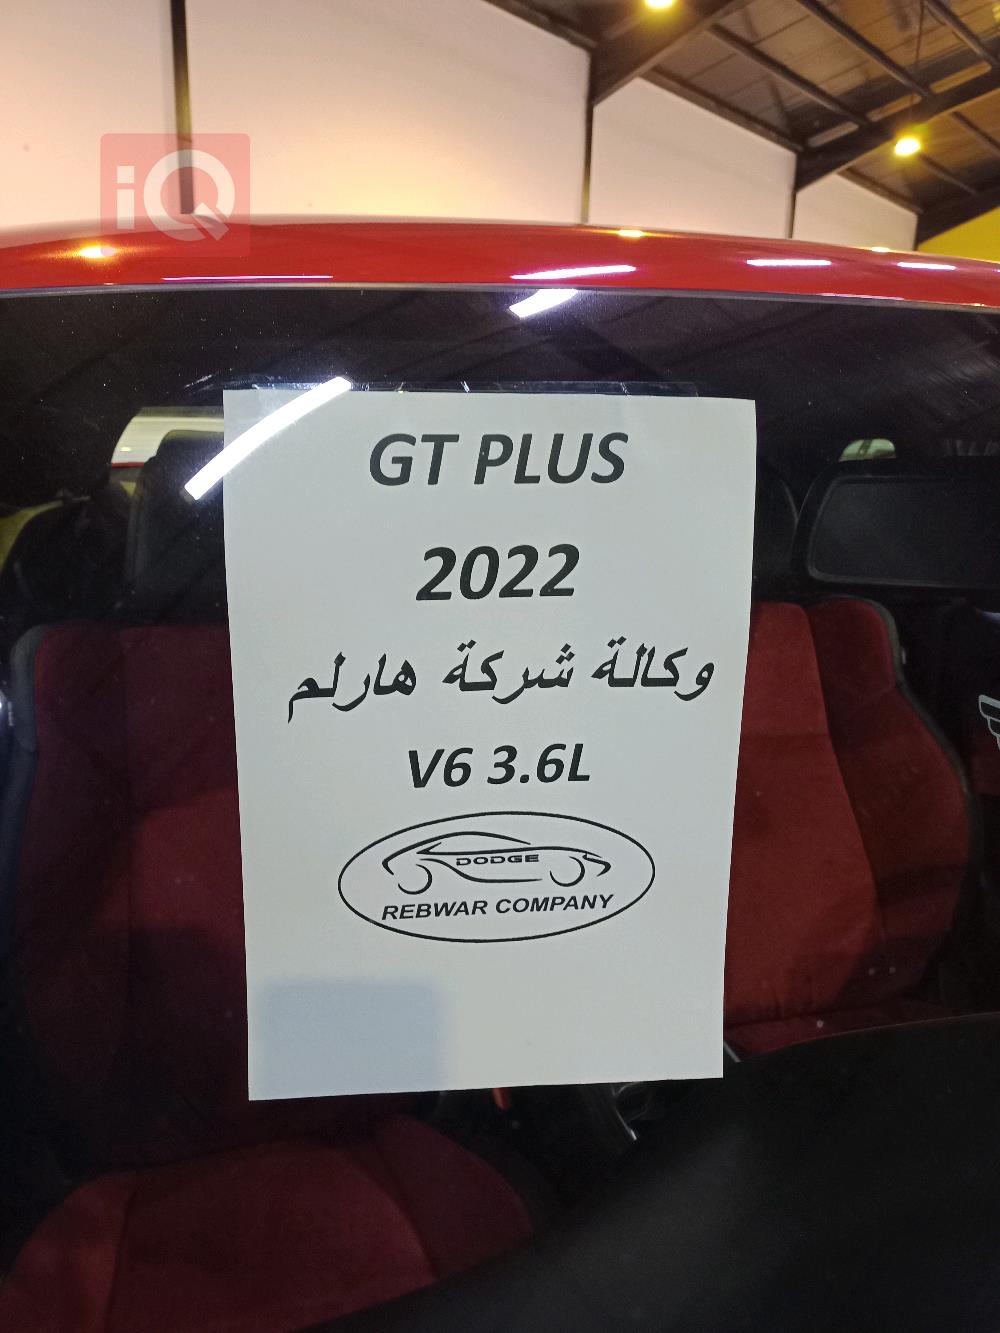 iQ
GT PLUS
2022
وكالة شركة هارلم
V6 3.6L
DODGE
REBWAR COMPANY